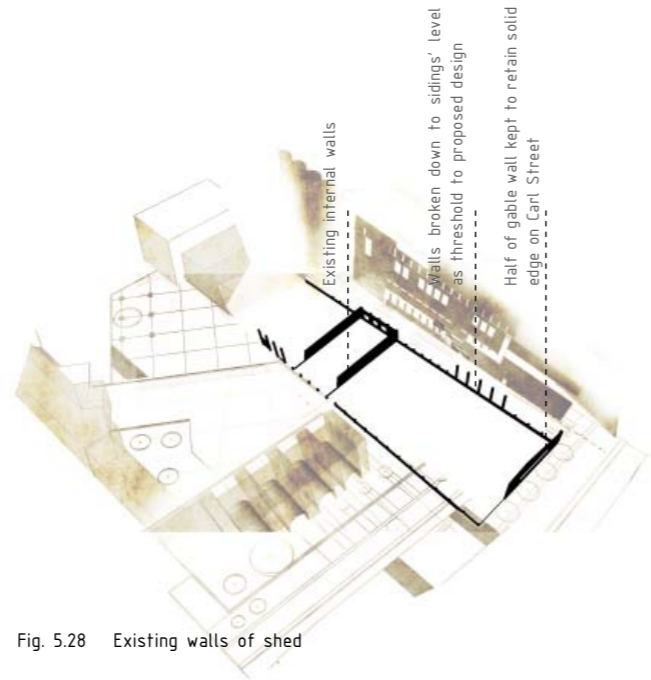 Existing internal walls
Walls broken down to sidings' level
as threshold to proposed design
Half of gable wall kept to retain solid
edge on Carl Street
Fig. 5.28 Existing walls of shed